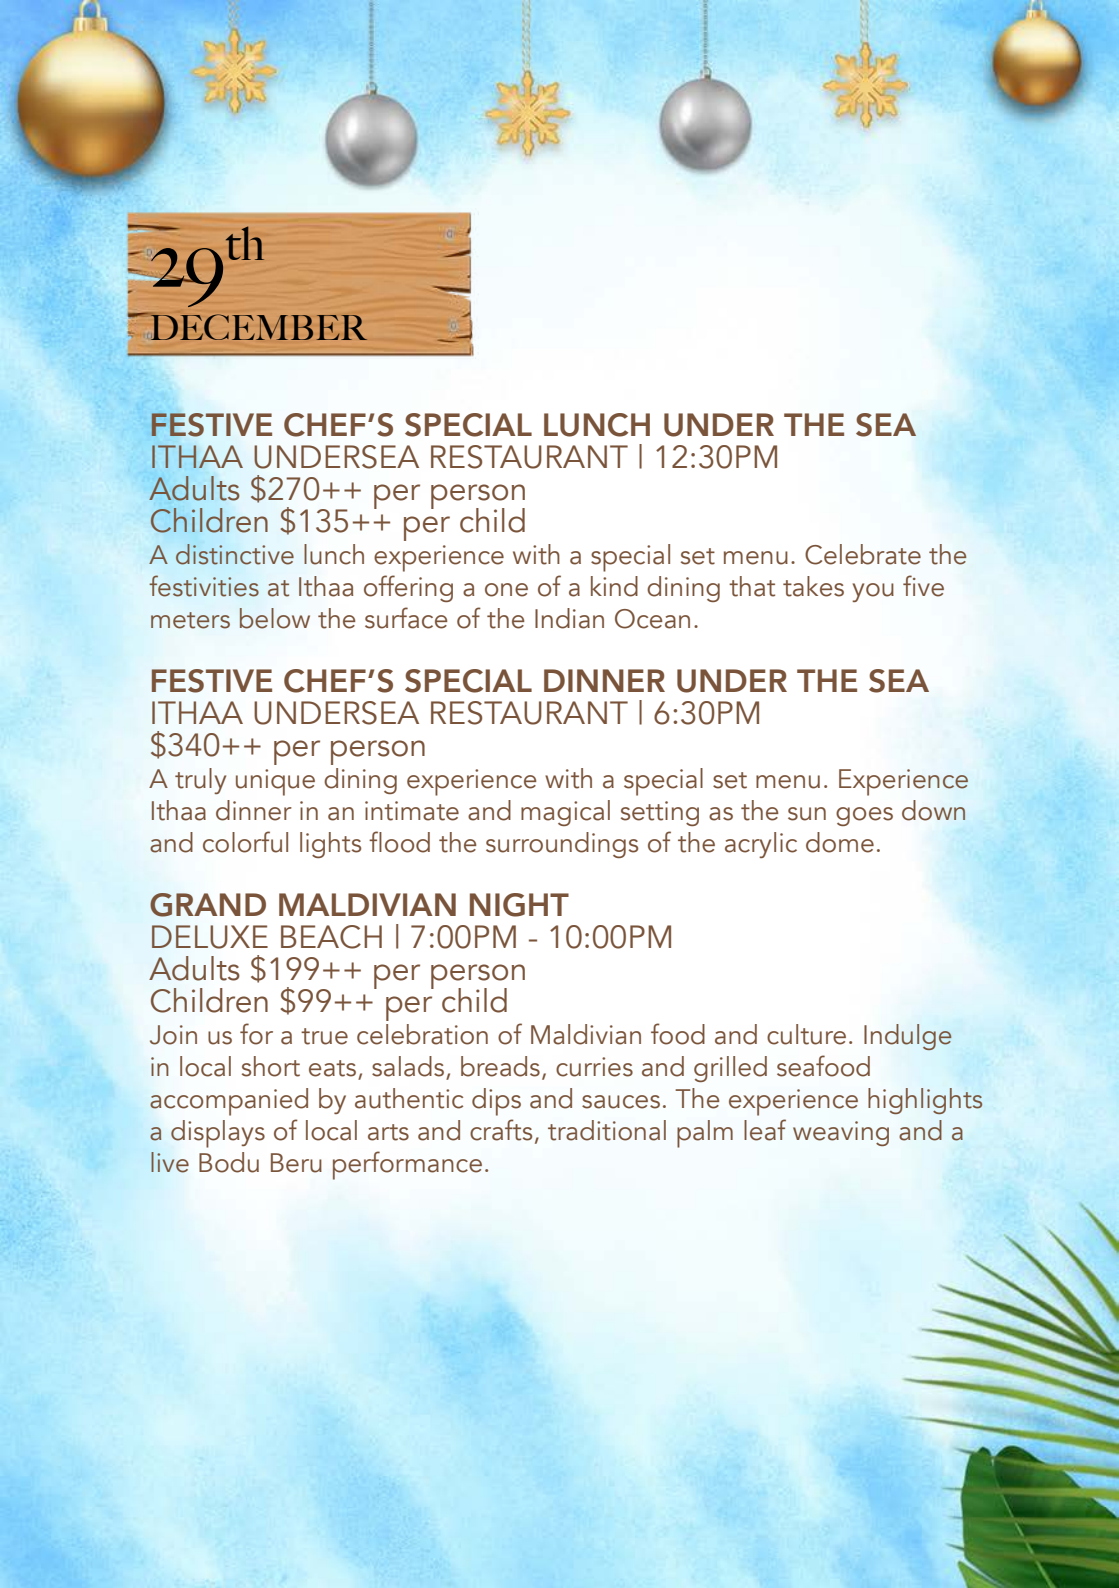 29th
DECEMBER
FESTIVE CHEF’S SPECIAL LUNCH UNDER THE SEA
ITHAA UNDERSEA RESTAURANT | 12:30PM
Adults $270++ per person
Children $135++ per child
A distinctive lunch experience with a special set menu. Celebrate the
festivities at Ithaa offering a one of a kind dining that takes you five
meters below the surface of the Indian Ocean.
FESTIVE CHEF’S SPECIAL DINNER UNDER THE SEA
ITHAA UNDERSEA RESTAURANT | 6:30PM
$340++ per person
A truly unique dining experience with a special set menu. Experience
Ithaa dinner in an intimate and magical setting as the sun goes down
and colorful lights flood the surroundings of the acrylic dome.
GRAND MALDIVIAN NIGHT
DELUXE BEACH | 7:00PM - 10:00PM
Adults $199++ per person
Children $99++ per child
Join us for a true celebration of Maldivian food and culture. Indulge
in local short eats, salads, breads, curries and grilled seafood
accompanied by authentic dips and sauces. The experience highlights
a displays of local arts and crafts, traditional palm leaf weaving and a
live Bodu Beru performance.